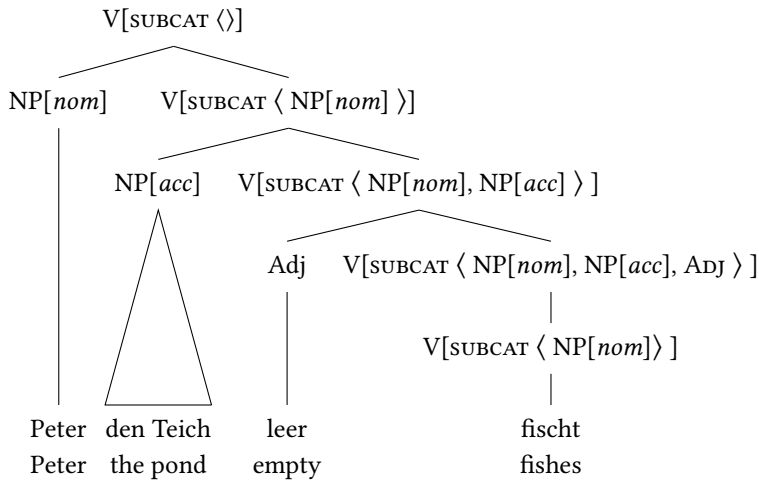 V[SUBCAT ⟨⟩]
NP[nom] V[SUBCAT ⟨ NP[nom] ⟩]
NP[acc] V[SUBCAT ⟨ NP[nom], NP[acc] ⟩ ]
Adj V[SUBCAT ⟨ NP[nom], NP[acc], ADJ ⟩ ]
V[SUBCAT ⟨ NP[nom]⟩ ]
Peter den Teich leer fischt
Peter the pond empty fishes